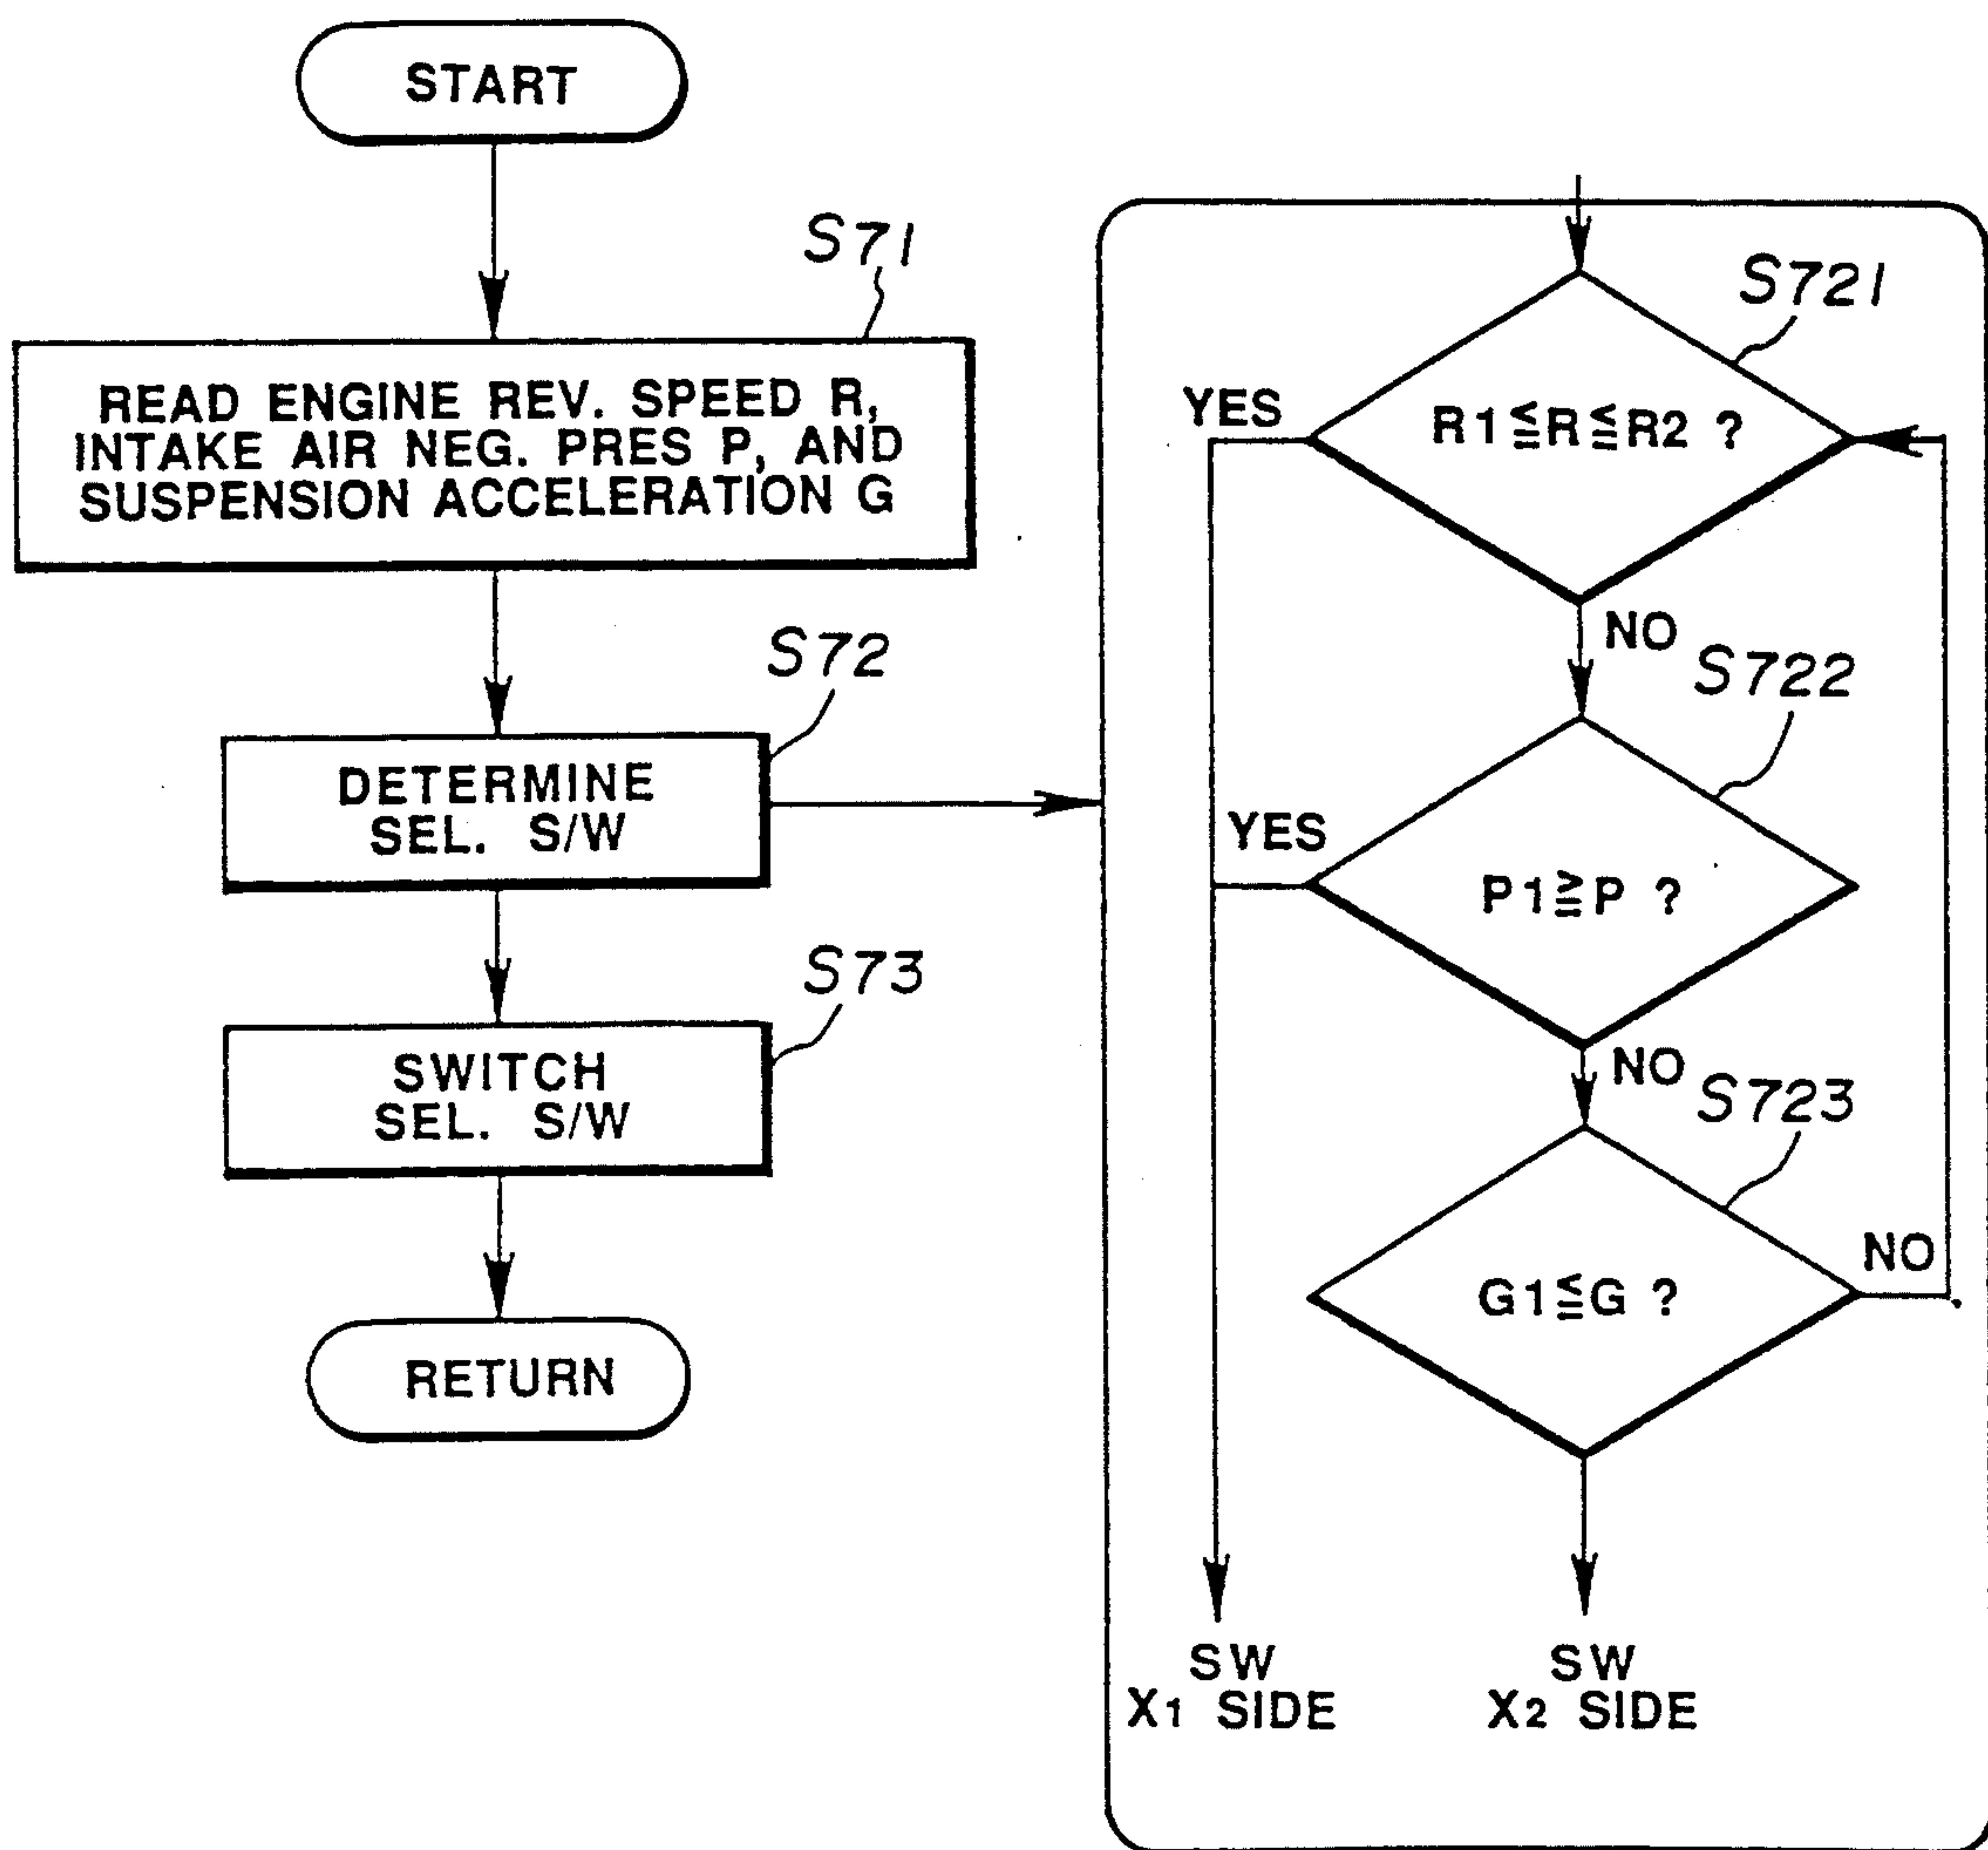 START
S71
READ ENGINE REV. SPEED R,
INTAKE AIR NEG. PRES P, AND
SUSPENSION ACCELERATION G
S72
DETERMINE
SEL. S/W
S73
SWITCH
SEL. S/W
RETURN
S721
YES
R1≦R≦R2 ?
NO
S722
YES
P1≧P ?
NO
S723
G1≦G ?
NO
SW
X1 SIDE
SW
X2 SIDE